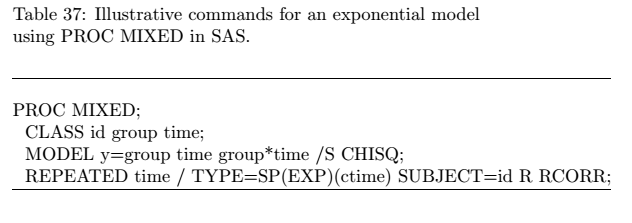 Table 37: Illustrative commands for an exponential model
using PROC MIXED in SAS.
PROC MIXED;
CLASS id group time;
MODEL y=group time group*time /S CHISQ;
REPEATED time / TYPE=SP(EXP)(ctime) SUBJECT=id R RCORR;